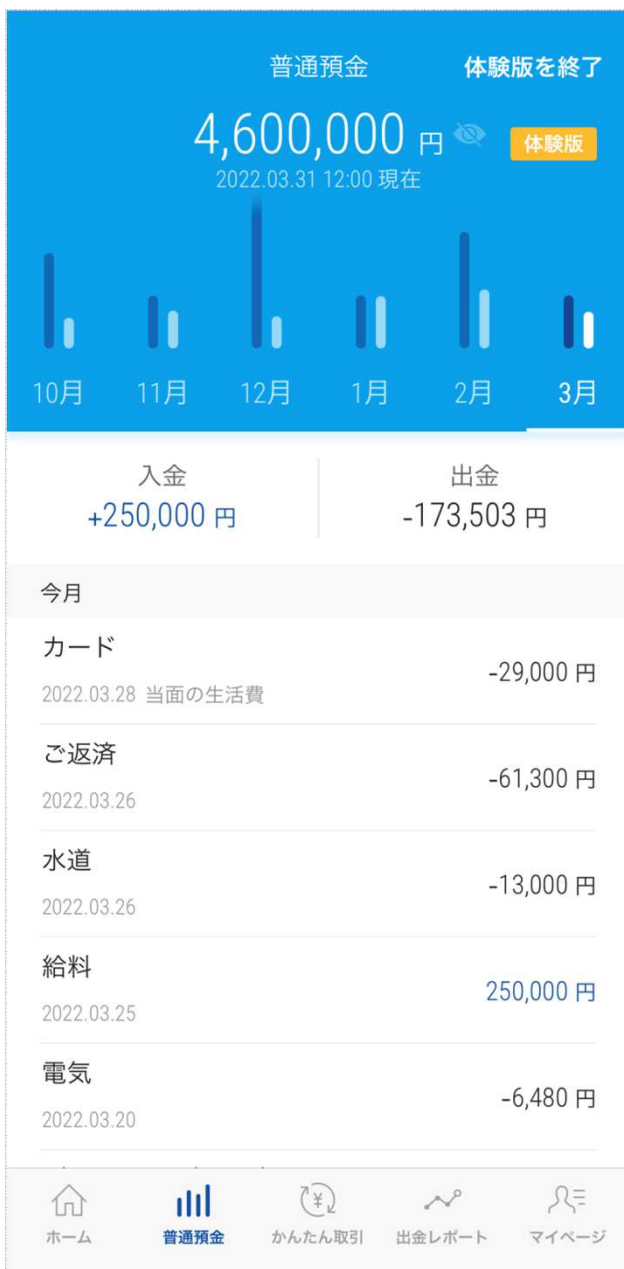 普通預金
体験版を終了
4,600,000 円
体験版
2022.03.31 12:00 現在
10月 11月 12月 1月 2月 3月
入金 出金
+250,000 円 -173,503 円
今月
カード
-29,000 円
2022.03.28 当面の生活費
ご返済
-61,300 円
2022.03.26
水道
-13,000 円
2022.03.26
給料
250,000 円
2022.03.25
電気
-6,480 円
2022.03.20
ホーム 普通預金 かんたん取引 出金レポート マイページ